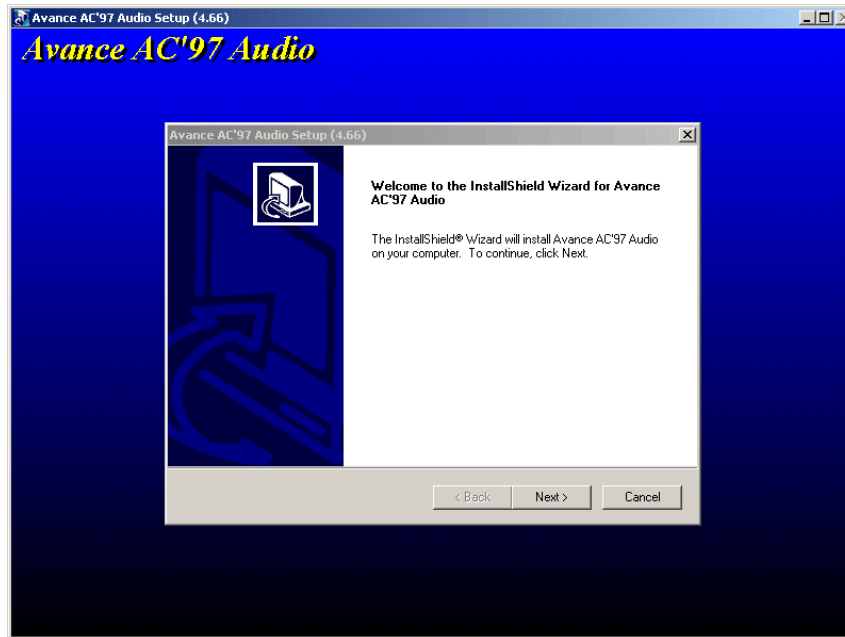 Avance AC'97 Audio Setup (4.66)
Avance AC'97 Audio
Avance AC'97 Audio Setup (4.66)
Welcome to the InstallShield Wizard for Avance
AC'97 Audio
The InstallShield® Wizard will install Avance AC'97 Audio
on your computer.  To continue, click Next.
< Back
Next >
Cancel